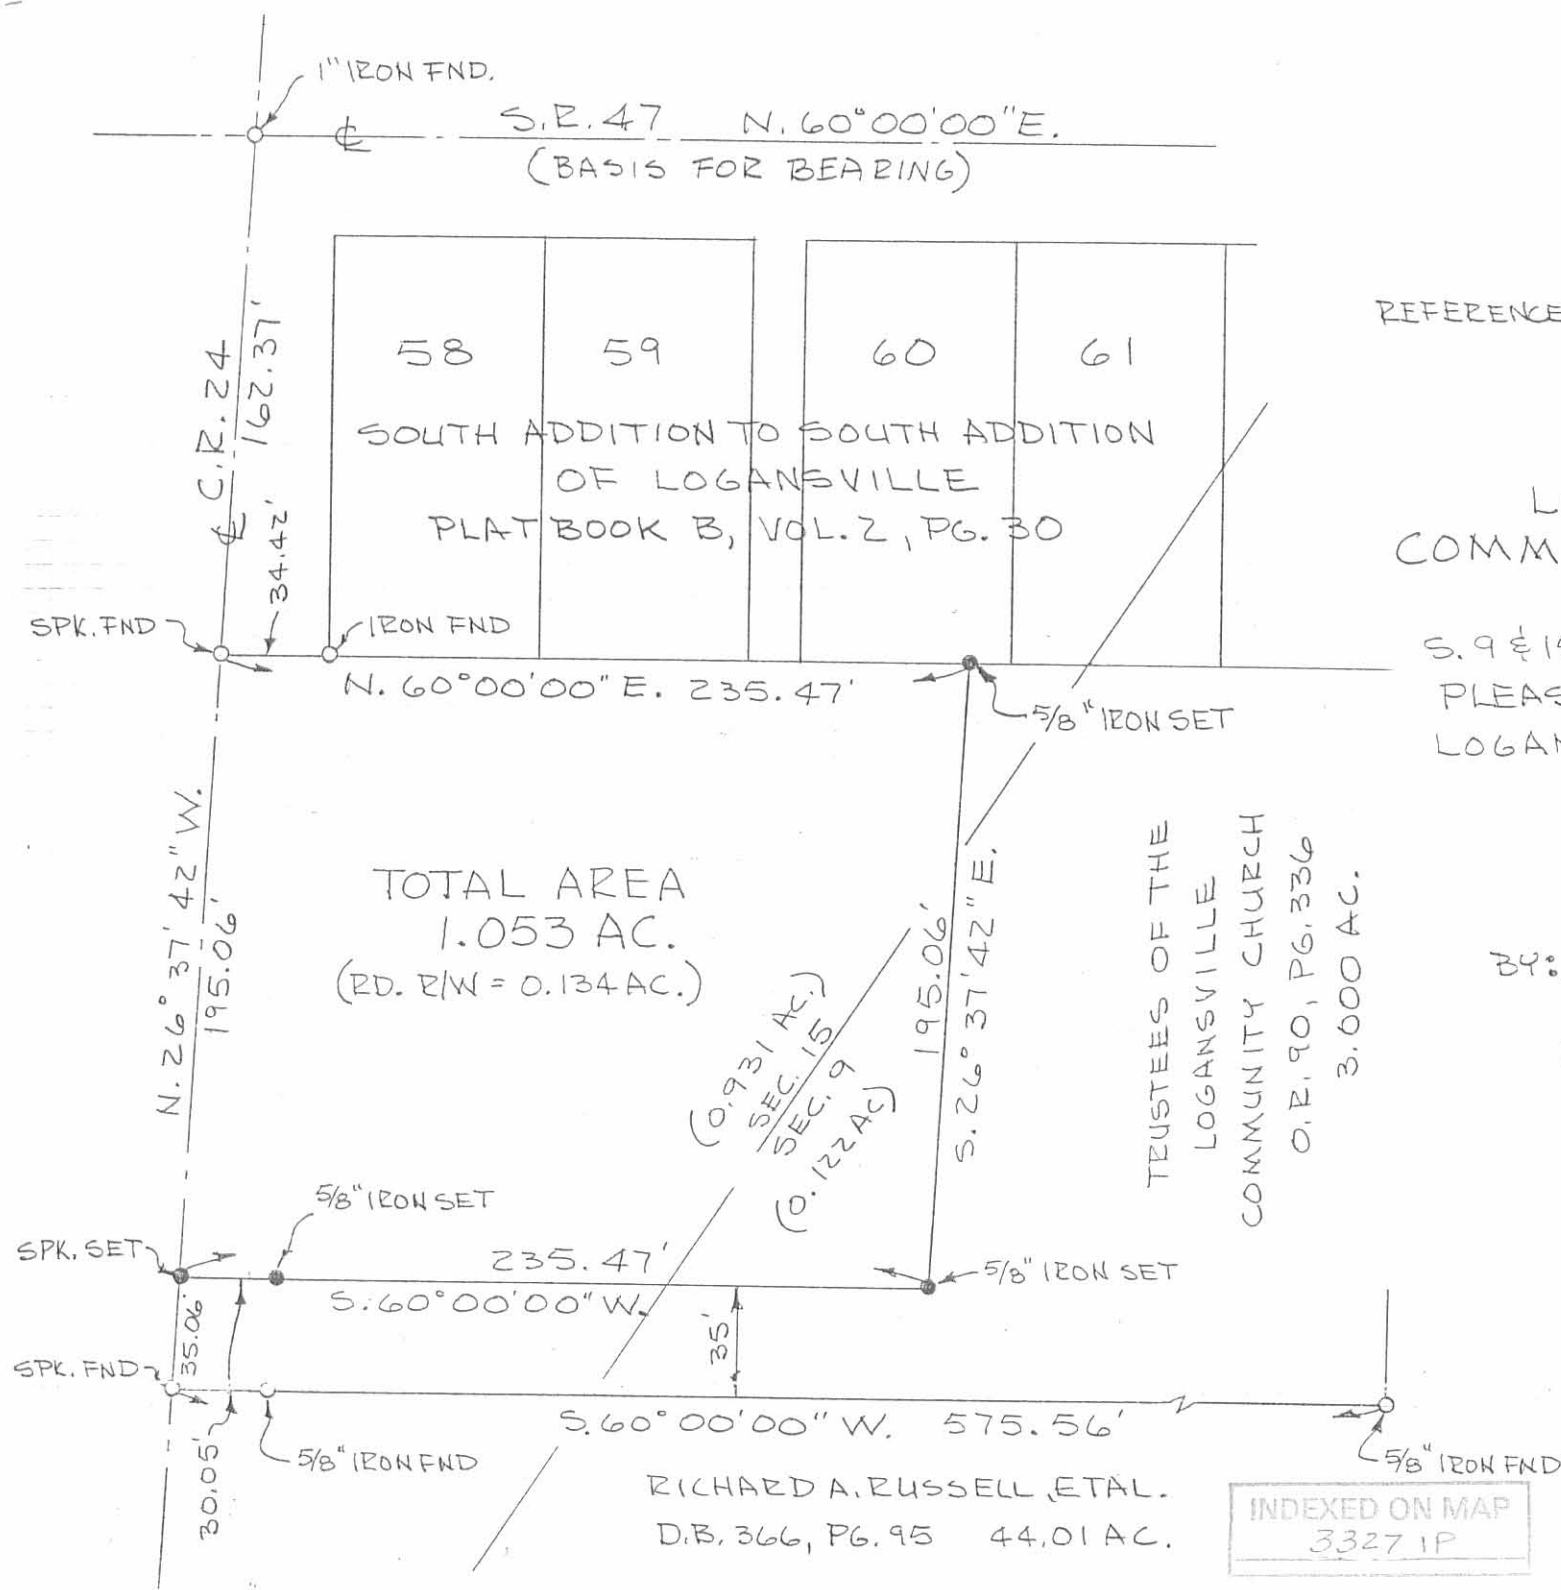 1" IRON FND.
℄ S.R. 47 N. 60°00'00" E.
(BASIS FOR BEARING)
℄ C.R. 24
162.37'
58
59
60
61
SOUTH ADDITION TO SOUTH ADDITION
OF LOGANSVILLE
PLAT BOOK B, VOL. 2, PG. 30
REFERENCE
L
COMM
S. 9 & 1
PLEAS
LOGAN
BY:
34.42'
SPK. FND
IRON FND
N. 60°00'00" E. 235.47'
5/8" IRON SET
N. 26° 37' 42" W.
195.06'
TOTAL AREA
1.053 AC.
(RD. R/W = 0.134 AC.)
(0.931 AC.)
SEC. 15
SEC. 9
(0.122 AC)
195.06'
S. 26° 37' 42" E.
TRUSTEES OF THE
LOGANSVILLE
COMMUNITY CHURCH
O.R. 90, PG. 336
3.000 AC.
SPK. SET
5/8" IRON SET
235.47'
S. 60°00'00" W.
5/8" IRON SET
35.06'
35'
SPK. FND
30.05'
5/8" IRON FND
S. 60°00'00" W. 575.56'
5/8" IRON FND
RICHARD A. RUSSELL, ETAL.
D.B. 366, PG. 95 44.01 AC.
INDEXED ON MAP
3327 1P